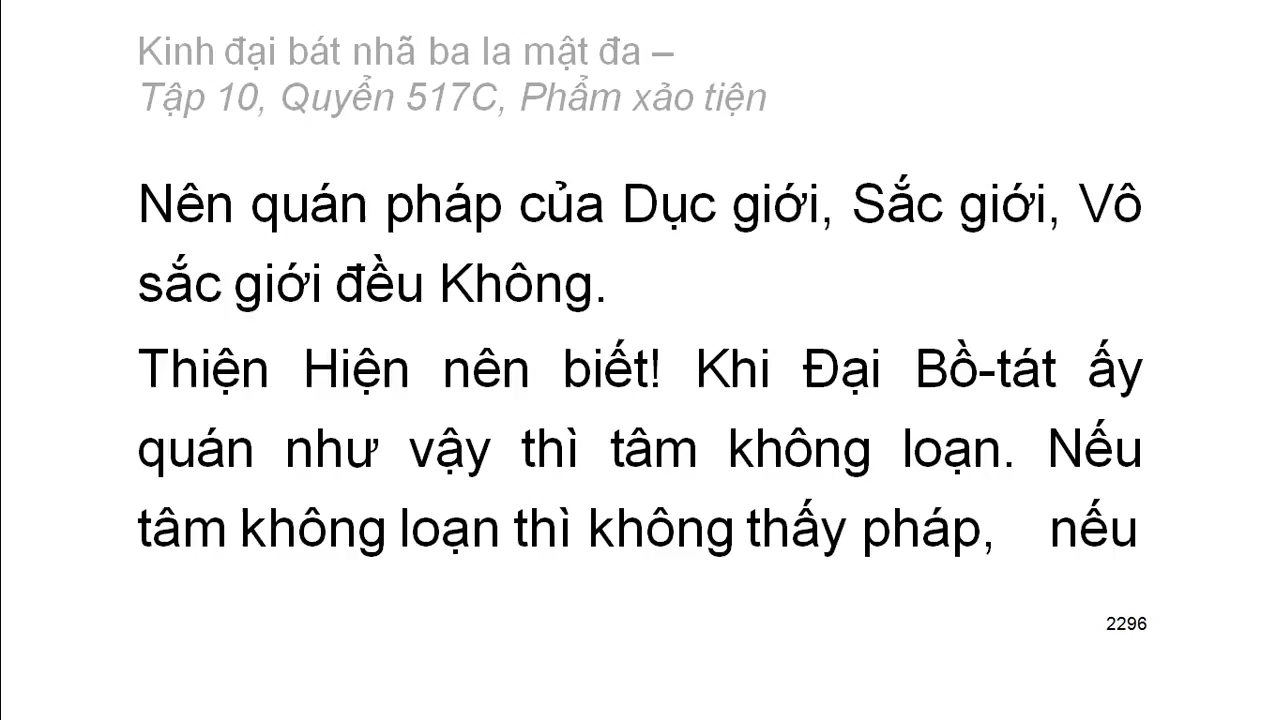 Kinh đại bát nhã ba la mật đa –
Tập 10, Quyển 517C, Phẩm xảo tiện
Nên quán pháp của Dục giới, Sắc giới, Vô
sắc giới đều Không.
Thiện Hiện nên biết! Khi Đại Bồ-tát ấy
quán như vậy thì tâm không loạn. Nếu
tâm không loạn thì không thấy pháp, nếu
2296